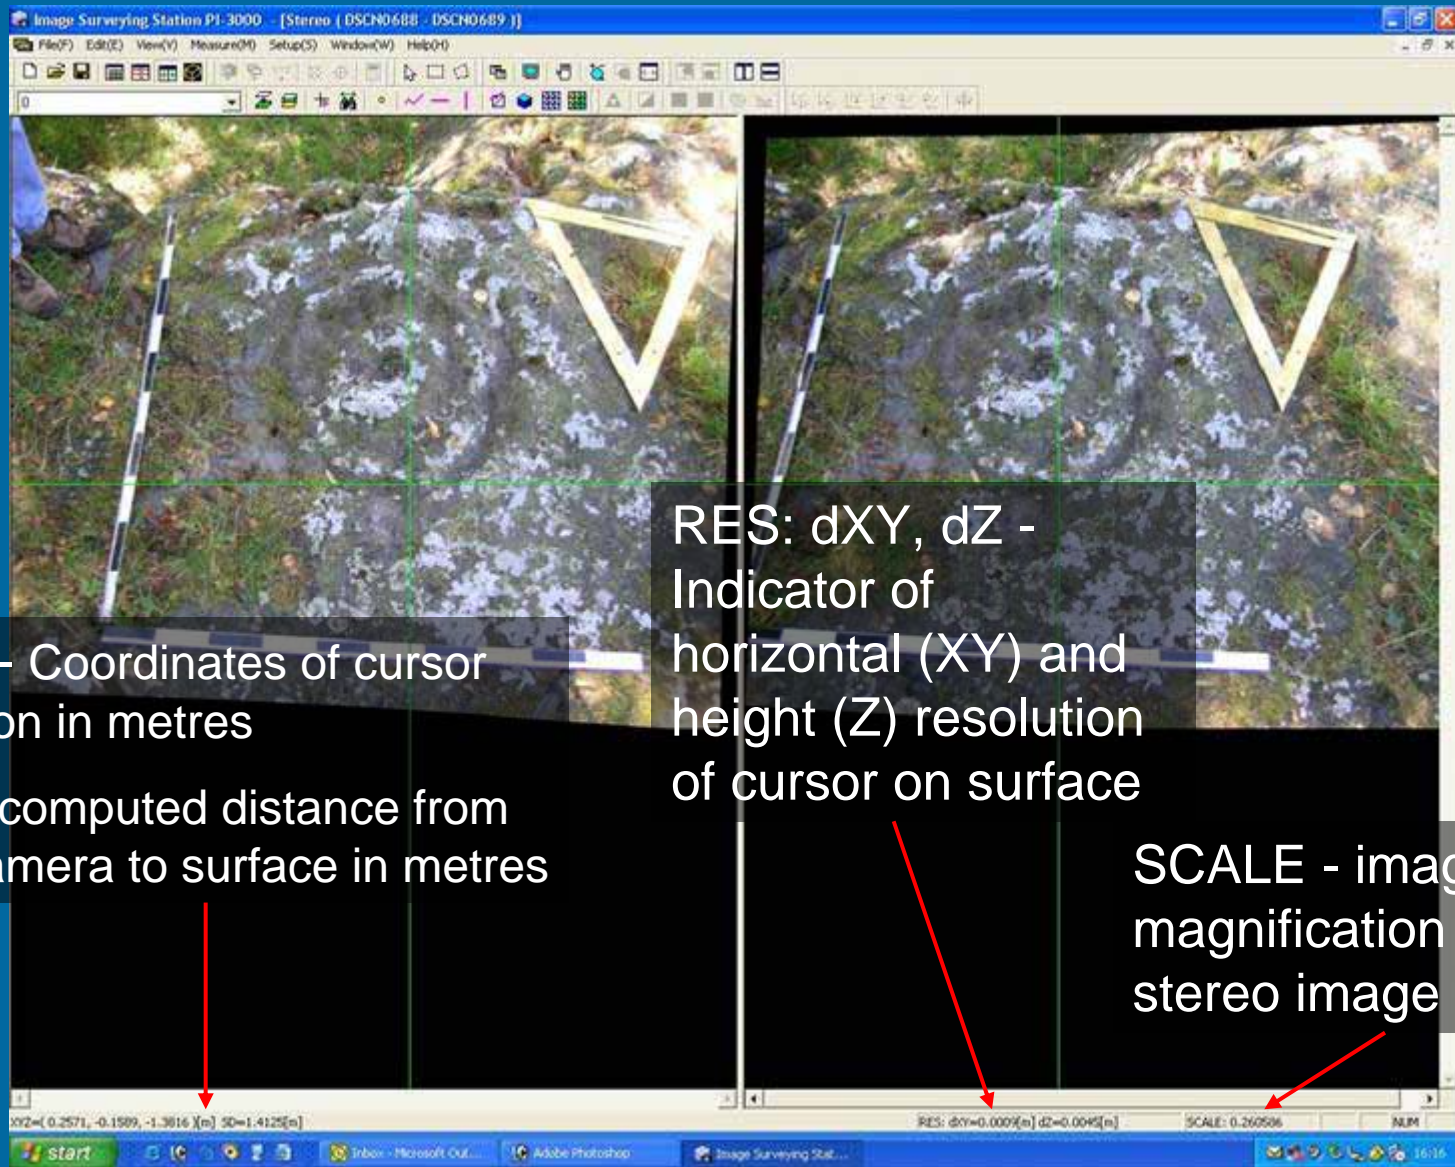 Image Surveying Station PI-3000 - [Stereo ( DSCN0688 - DSCN0689 )]
File(F) Edit(E) View(V) Measure(M) Setup(S) Window(W) Help(H)
0
RES: dXY, dZ -
Indicator of
horizontal (XY) and
height (Z) resolution
of cursor on surface
- Coordinates of cursor
on in metres
computed distance from
amera to surface in metres
SCALE - imag
magnification
stereo image
XYZ=( 0.2571, -0.1589, -1.3816 )[m] SD=1.4125[m]
RES: dXY=0.0009[m] dZ=0.0045[m]
SCALE: 0.260586
NUM
start
Inbox - Microsoft Out...
Adobe Photoshop
Image Surveying Stat...
16:16